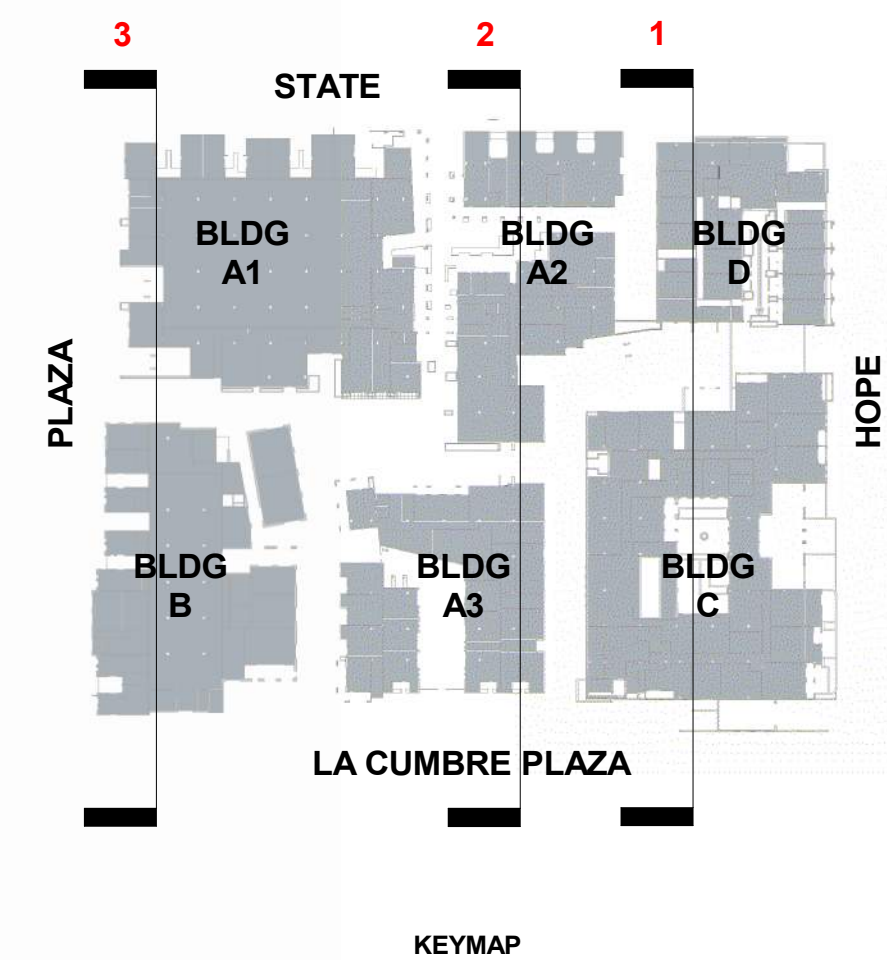 3
2
1
STATE
BLDG
A1
BLDG
A2
BLDG
D
PLAZA
HOPE
BLDG
B
BLDG
A3
BLDG
C
LA CUMBRE PLAZA
KEYMAP